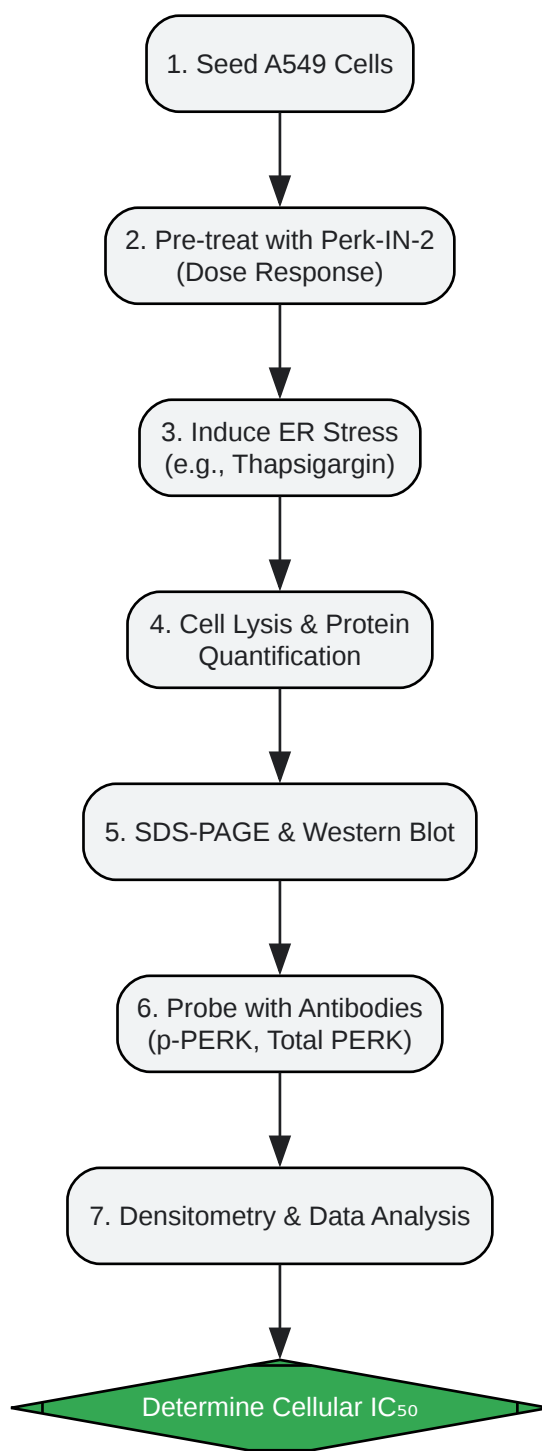 1. Seed A549 Cells
2. Pre-treat with Perk-IN-2
(Dose Response)
3. Induce ER Stress
(e.g., Thapsigargin)
4. Cell Lysis & Protein
Quantification
5. SDS-PAGE & Western Blot
6. Probe with Antibodies
(p-PERK, Total PERK)
7. Densitometry & Data Analysis
Determine Cellular IC₅₀